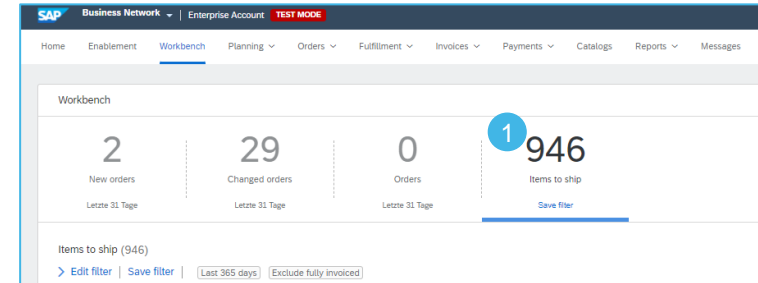 SAP Business Network | Enterprise Account TEST MODE
Home Enablement Workbench Planning Orders Fulfillment Invoices Payments Catalogs Reports Messages
Workbench
1
2 29 0 946
New orders Changed orders Orders Items to ship
Letzte 31 Tage Letzte 31 Tage Letzte 31 Tage Save filter
Items to ship (946)
> Edit filter | Save filter | Last 365 days Exclude fully invoiced